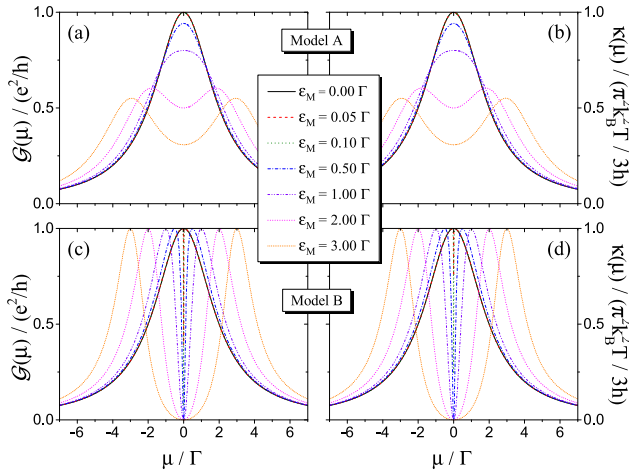 (a)
Model A
(b)
𝒢(μ) / (e²/h)
1.0
0.5
0.0
1.0
0.5
0.0
κ(μ) / (π²k²_B T / 3h)
ε_M = 0.00 Γ
ε_M = 0.05 Γ
ε_M = 0.10 Γ
ε_M = 0.50 Γ
ε_M = 1.00 Γ
ε_M = 2.00 Γ
ε_M = 3.00 Γ
(c)
Model B
(d)
𝒢(μ) / (e²/h)
1.0
0.5
0.0
1.0
0.5
0.0
κ(μ) / (π²k²_B T / 3h)
-6 -4 -2 0 2 4 6
-6 -4 -2 0 2 4 6
μ / Γ
μ / Γ